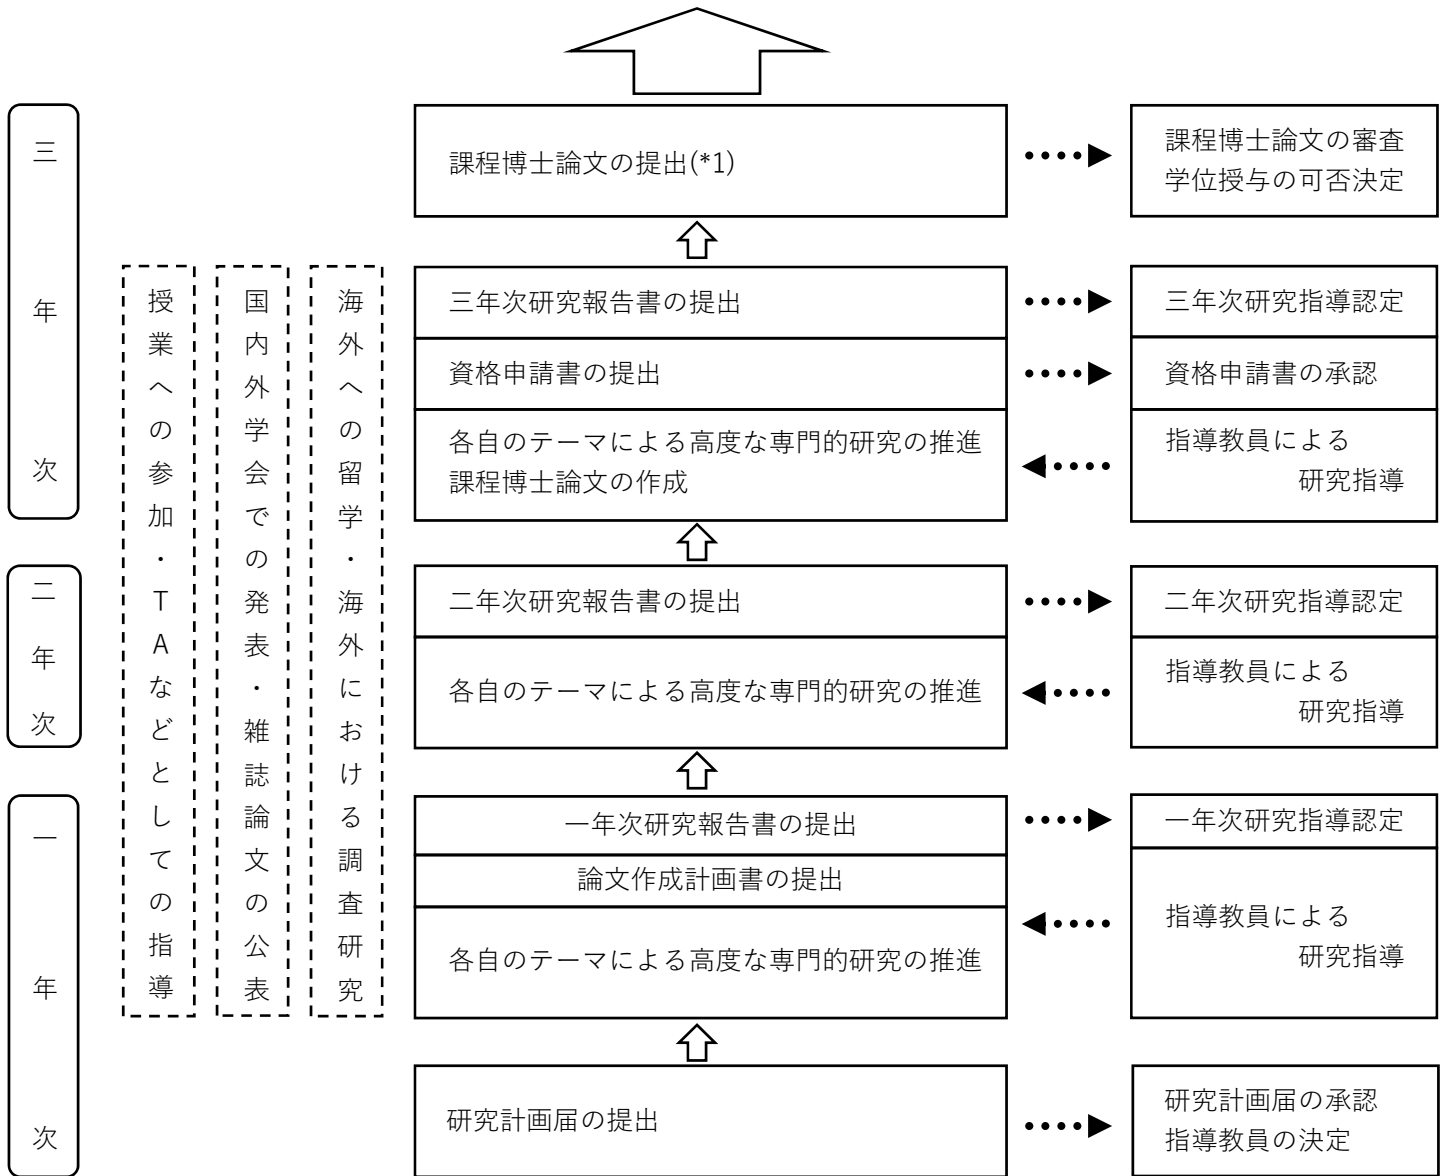 三年次
課程博士論文の提出(*1)
課程博士論文の審査
学位授与の可否決定
授業への参加・TAなどとしての指導
国内外学会での発表・雑誌論文の公表
海外への留学・海外における調査研究
三年次研究報告書の提出
三年次研究指導認定
資格申請書の提出
資格申請書の承認
各自のテーマによる高度な専門的研究の推進
課程博士論文の作成
指導教員による
研究指導
二年次
二年次研究報告書の提出
二年次研究指導認定
各自のテーマによる高度な専門的研究の推進
指導教員による
研究指導
一年次
一年次研究報告書の提出
一年次研究指導認定
論文作成計画書の提出
各自のテーマによる高度な専門的研究の推進
指導教員による
研究指導
研究計画届の提出
研究計画届の承認
指導教員の決定